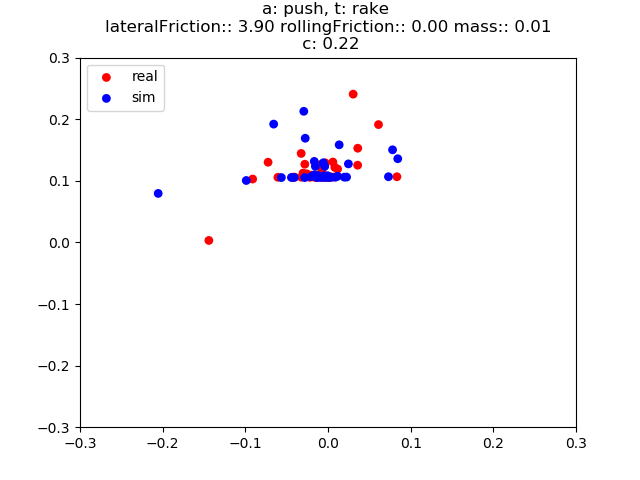 a: push, t: rake
lateralFriction:: 3.90 rollingFriction:: 0.00 mass:: 0.01
c: 0.22
real
sim
0.3
0.2
0.1
0.0
−0.1
−0.2
−0.3
−0.3 −0.2 −0.1 0.0 0.1 0.2 0.3